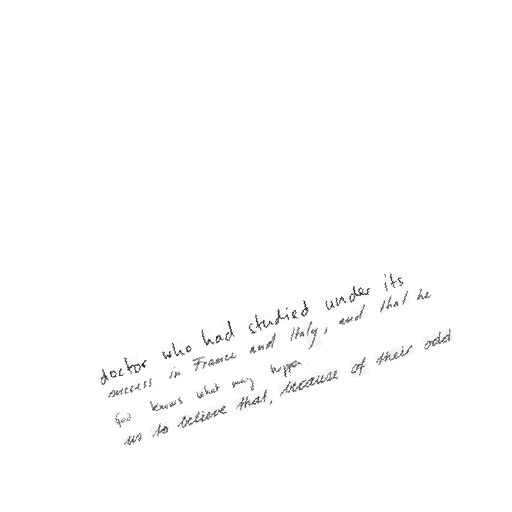 doctor who had studied under its
success in France and Italy, and that he
God knows what may happen.
us to believe that, because of their odd